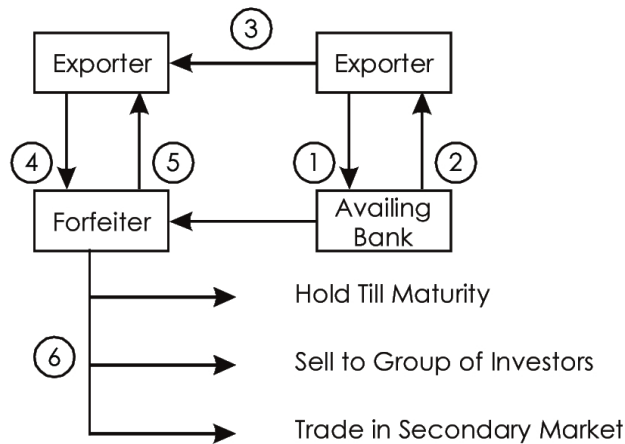 3
Exporter
Exporter
4
5
1
2
Forfeiter
Availing
Bank
Hold Till Maturity
6
Sell to Group of Investors
Trade in Secondary Market